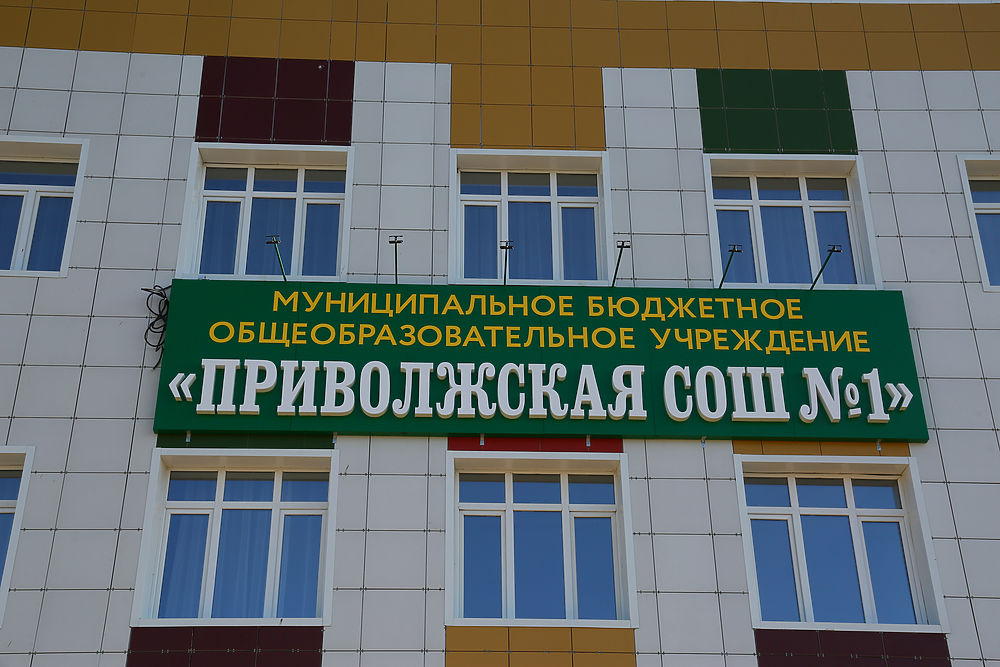 МУНИЦИПАЛЬНОЕ БЮДЖЕТНОЕ
ОБЩЕОБРАЗОВАТЕЛЬНОЕ УЧРЕЖДЕНИЕ
«ПРИВОЛЖСКАЯ СОШ №1»